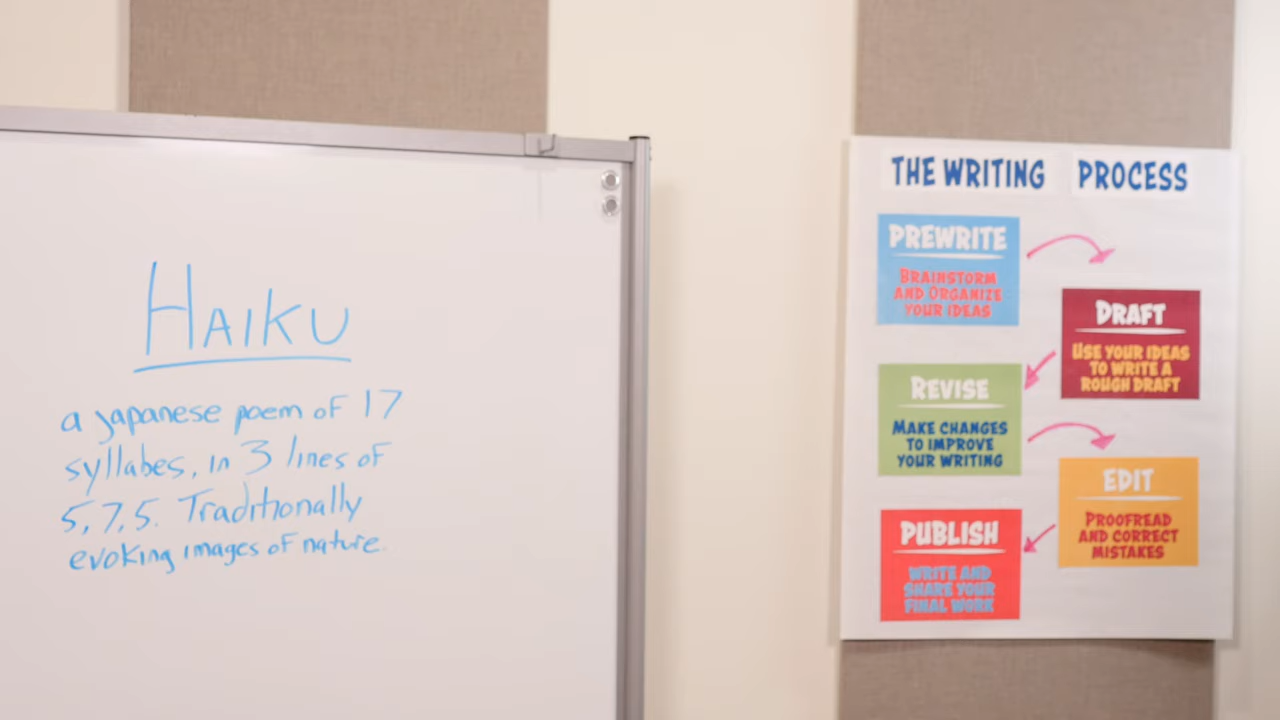 HAIKU
a japanese poem of 17
syllabes, in 3 lines of
5, 7, 5. Traditionally
evoking images of nature.
THE WRITING PROCESS
PREWRITE
BRAINSTORM
AND ORGANIZE
YOUR IDEAS
DRAFT
USE YOUR IDEAS
TO WRITE A
ROUGH DRAFT
REVISE
MAKE CHANGES
TO IMPROVE
YOUR WRITING
EDIT
PROOFREAD
AND CORRECT
MISTAKES
PUBLISH
WRITE AND
SHARE YOUR
FINAL WORK